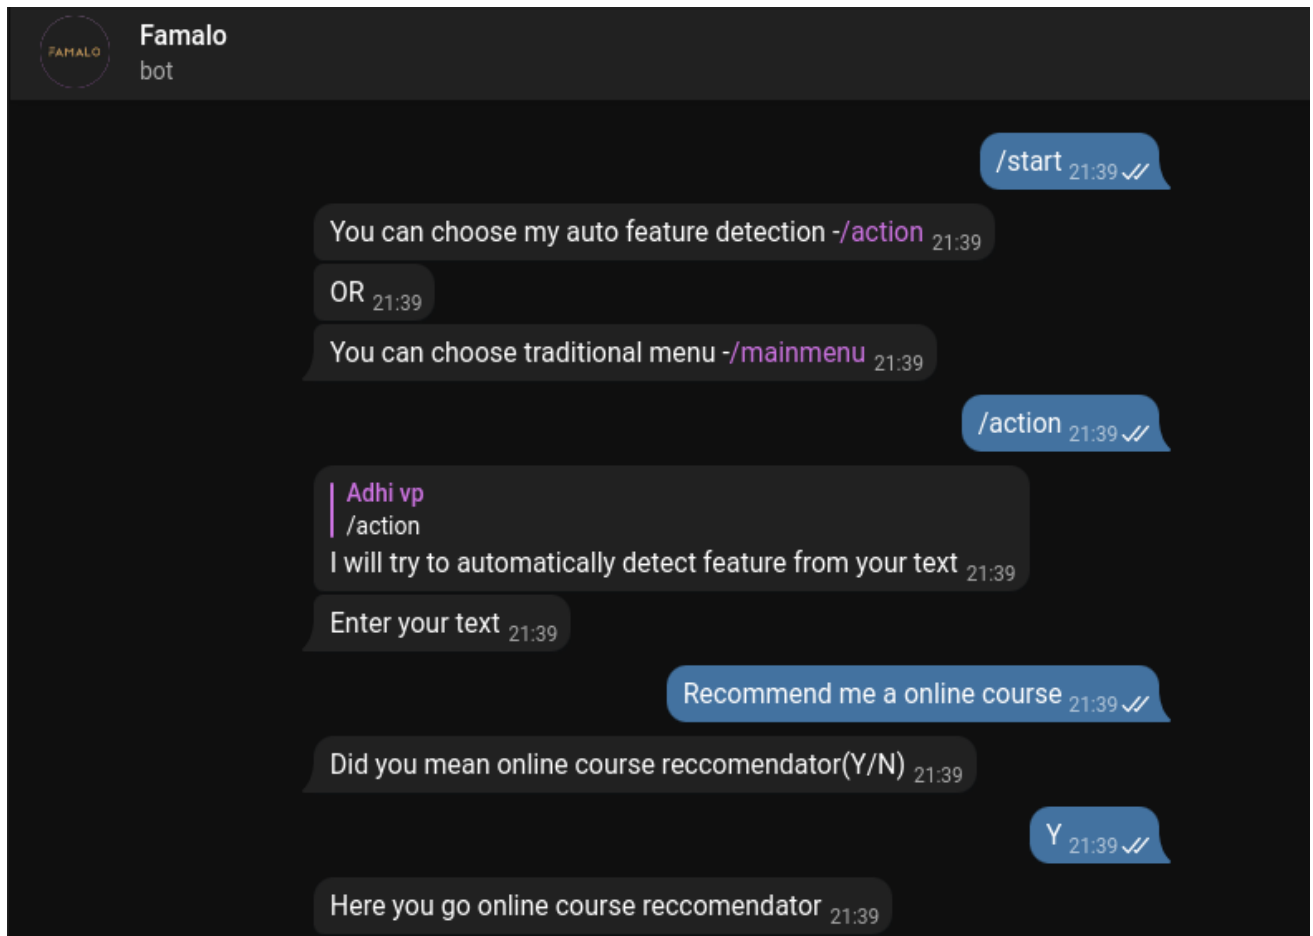 FAMALO
Famalo
bot
/start 21:39
You can choose my auto feature detection -/action 21:39
OR 21:39
You can choose traditional menu -/mainmenu 21:39
/action 21:39
Adhi vp
/action
I will try to automatically detect feature from your text 21:39
Enter your text 21:39
Recommend me a online course 21:39
Did you mean online course reccomendator(Y/N) 21:39
Y 21:39
Here you go online course reccomendator 21:39